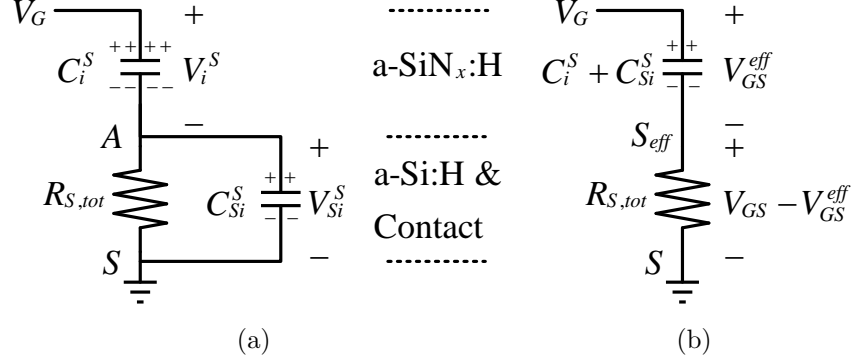 V_G + + V_G +
+ + + + + +
C_i^S V_i^S a-SiN_x:H C_i^S + C_Si^S V_GS^eff
− − − − − −
A − S_eff −
+ +
R_S,tot + + a-Si:H & R_S,tot V_GS − V_GS^eff
C_Si^S V_Si^S
− − Contact
S − S −
(a) (b)